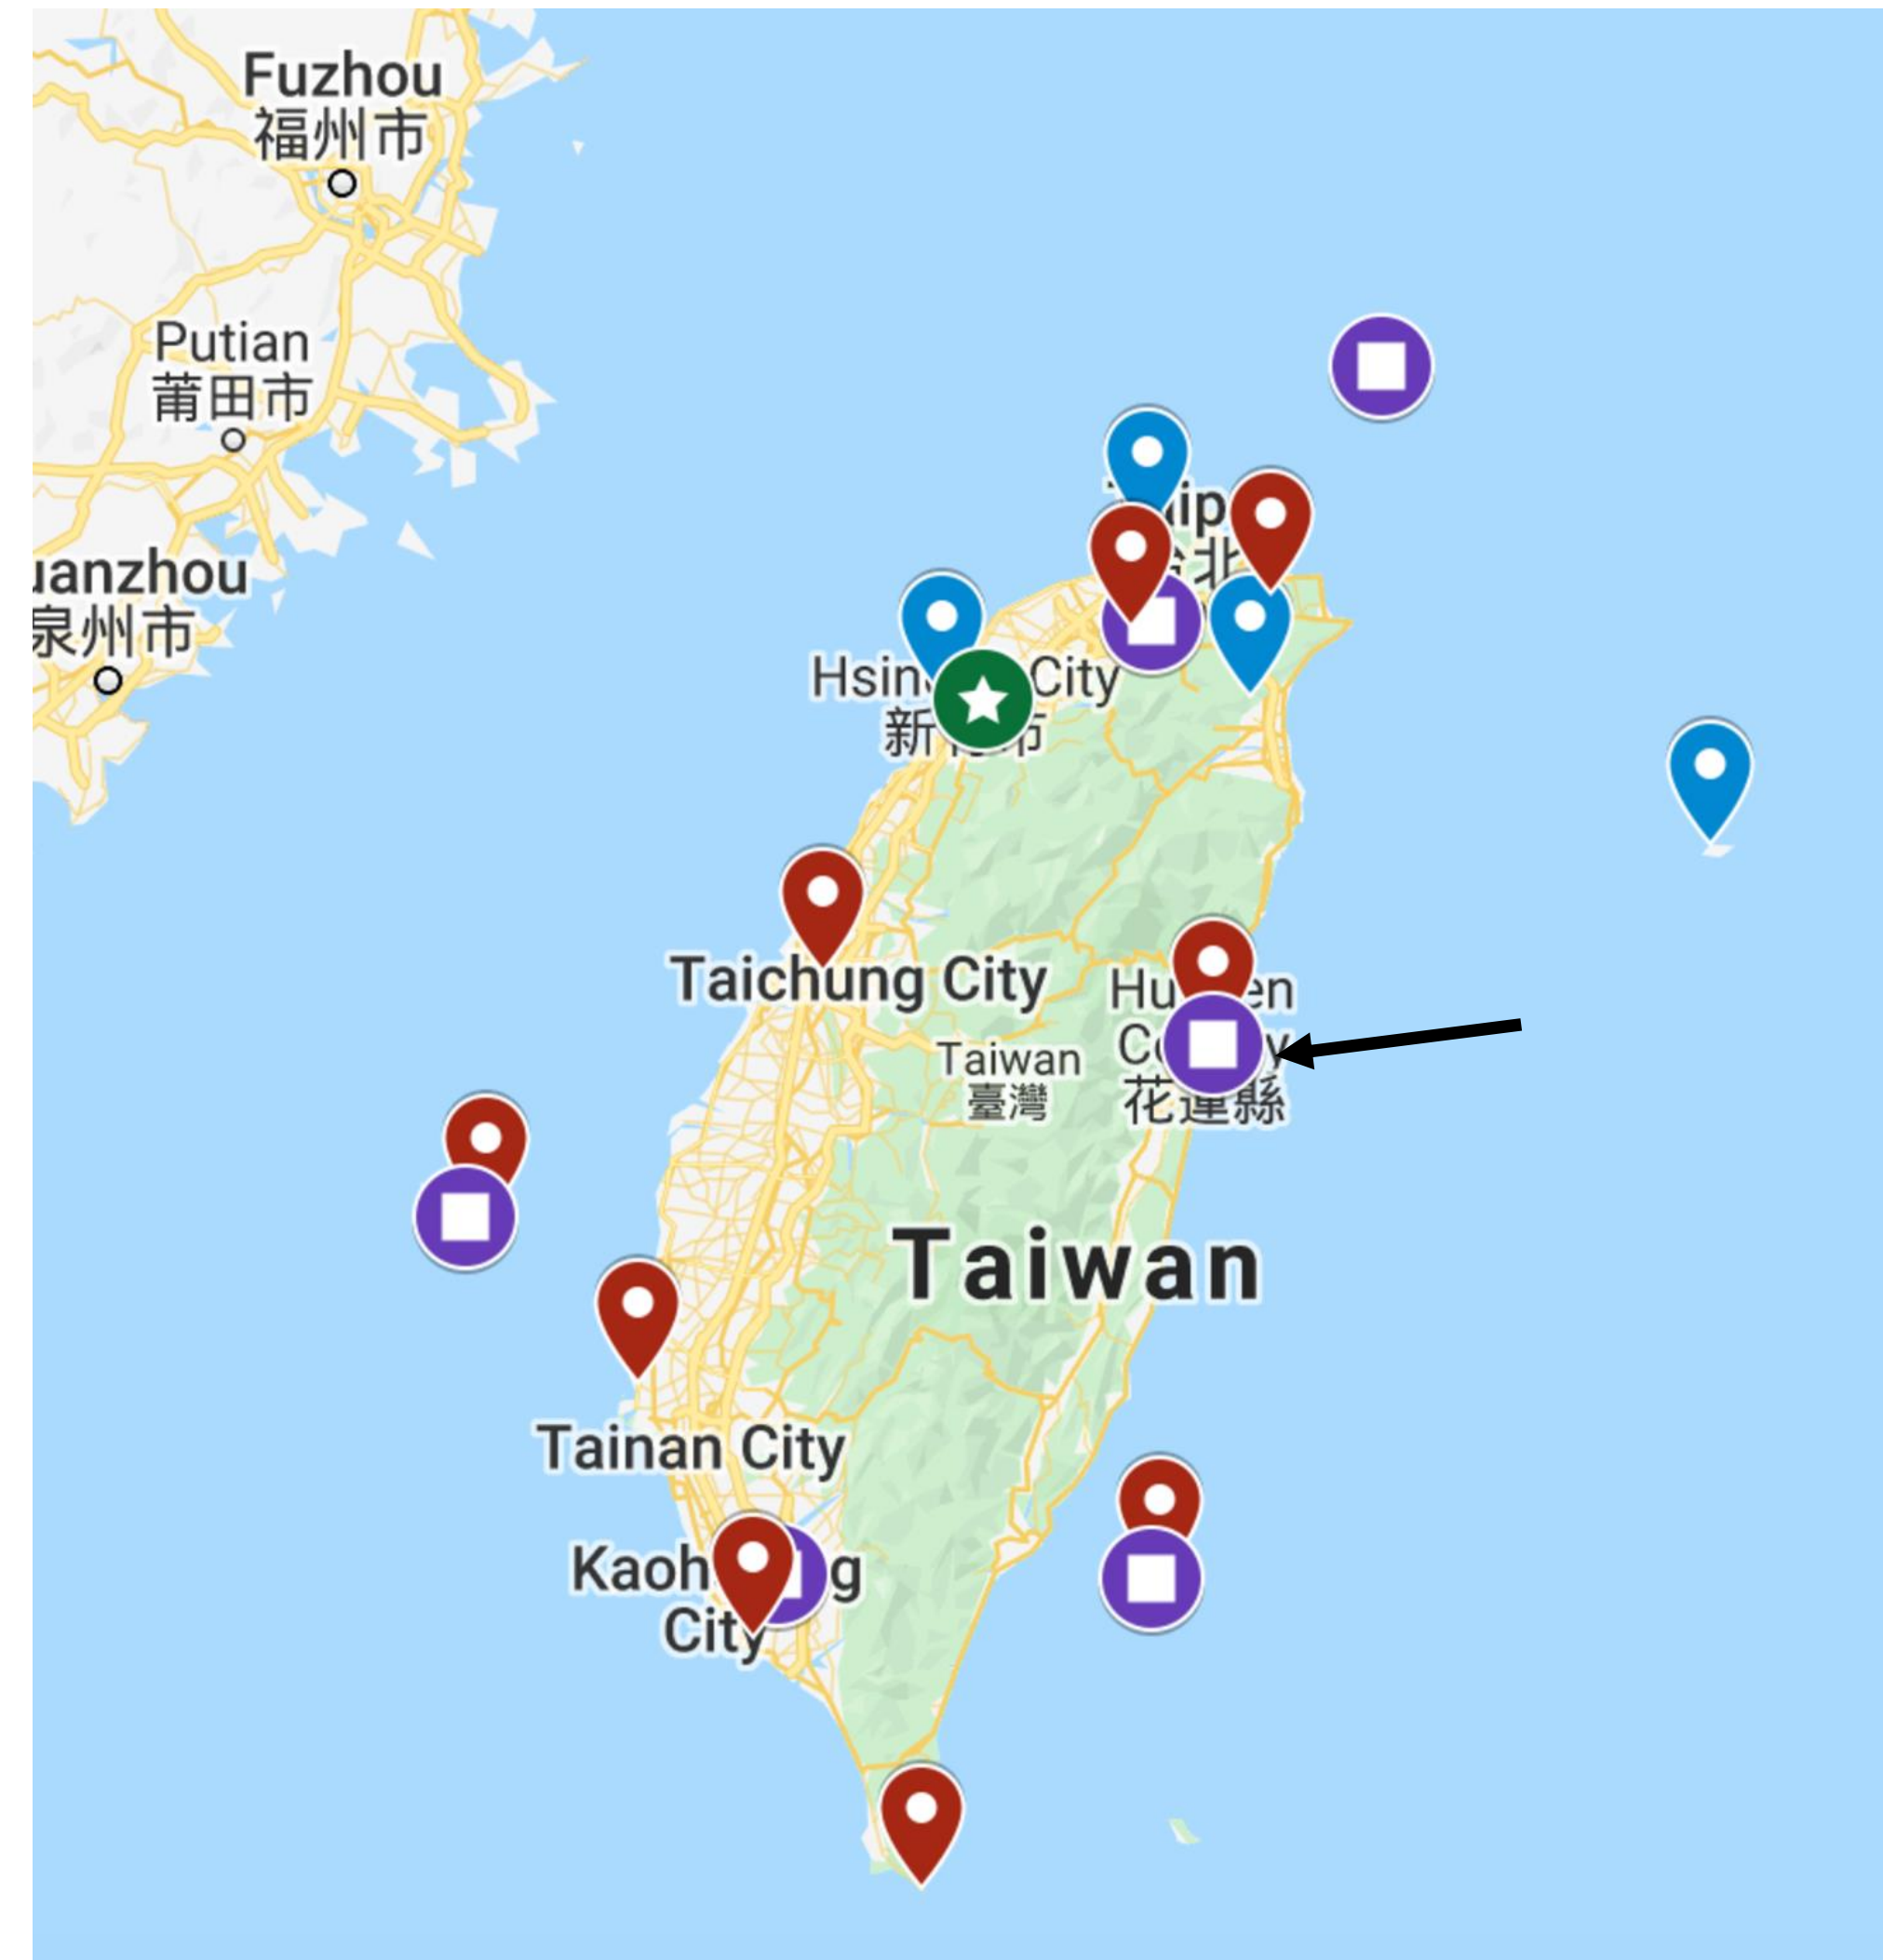 Fuzhou
福州市
Putian
莆田市
anzhou
泉州市
City
Taichung City
Taiwan
臺灣
花蓮縣
Taiwan
Tainan City
City